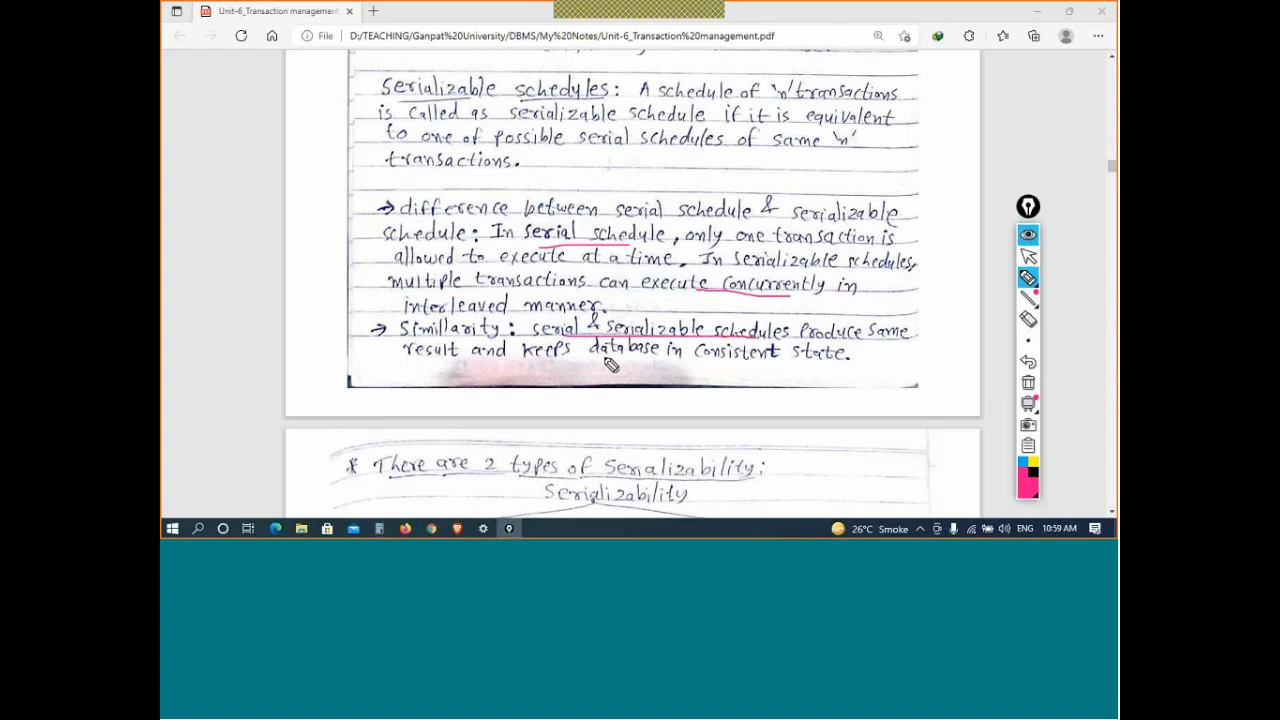 Unit-6_Transaction management
File
D:/TEACHING/Ganpat%20University/DBMS/My%20Notes/Unit-6_Transaction%20management.pdf
Serializable schedules: A schedule of 'n' transactions
is called as serializable schedule if it is equivalent
to one of possible serial schedules of same 'n'
transactions.
→ difference between serial schedule & serializable
schedule: In serial schedule, only one transaction is
allowed to execute at a time. In serializable schedules,
multiple transactions can execute concurrently in
interleaved manner.
→ Simillarity: serial & serializable schedules produce same
result and keeps database in consistent state.
* There are 2 types of Serializability:
Serializability
26°C Smoke ENG 10:59 AM